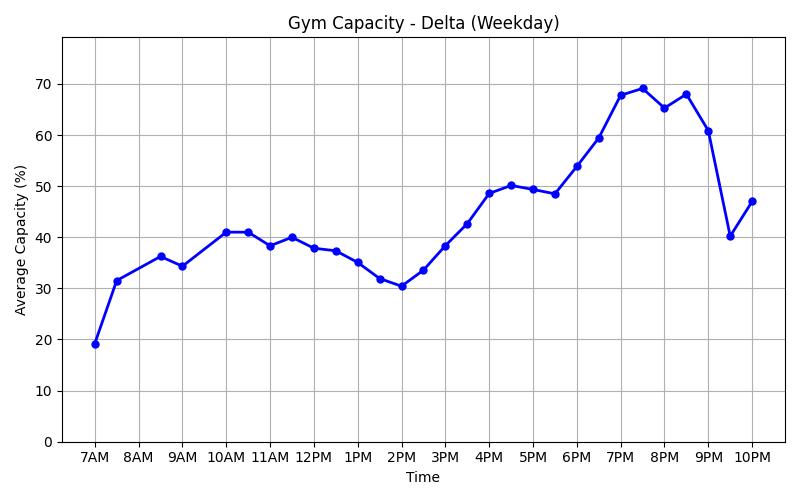 Gym Capacity - Delta (Weekday)
Average Capacity (%)
70
60
50
40
30
20
10
0
7AM 8AM 9AM 10AM 11AM 12PM 1PM 2PM 3PM 4PM 5PM 6PM 7PM 8PM 9PM 10PM
Time